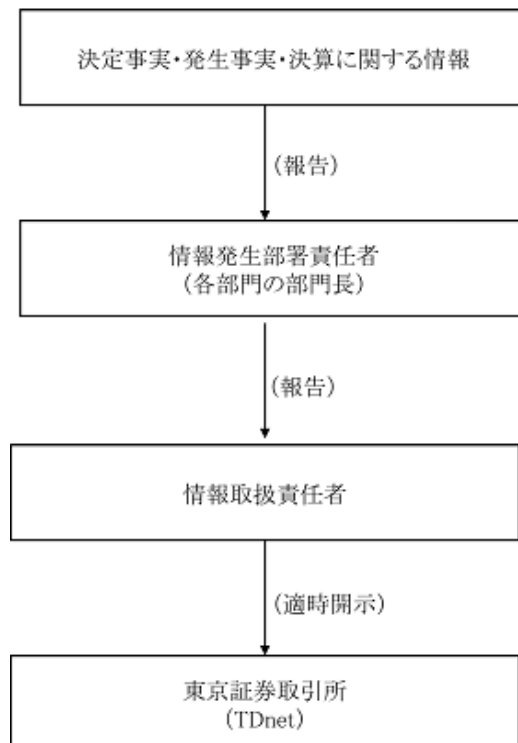 決定事実・発生事実・決算に関する情報
(報告)
情報発生部署責任者
(各部門の部門長)
(報告)
情報取扱責任者
(適時開示)
東京証券取引所
(TDnet)